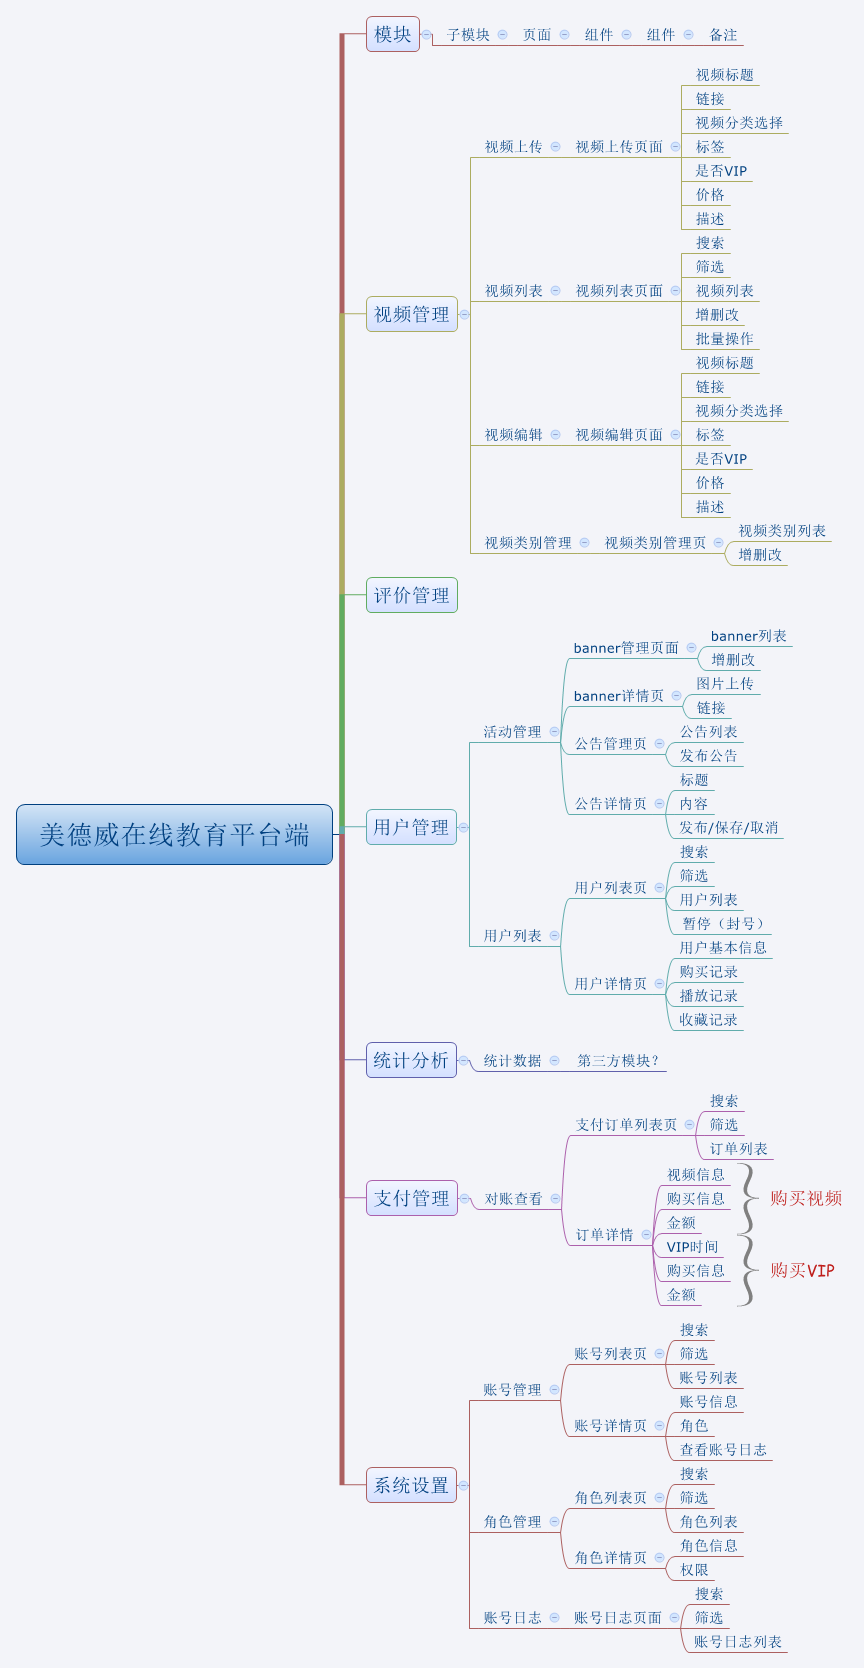 模块
子模块
页面
组件
组件
备注
视频管理
视频上传
视频上传页面
视频标题
链接
视频分类选择
标签
是否VIP
价格
描述
视频列表
视频列表页面
搜索
筛选
视频列表
增删改
批量操作
视频编辑
视频编辑页面
视频标题
链接
视频分类选择
标签
是否VIP
价格
描述
视频类别管理
视频类别管理页
视频类别列表
增删改
评价管理
美德威在线教育平台端
用户管理
活动管理
banner管理页面
banner列表
增删改
banner详情页
图片上传
链接
公告管理页
公告列表
发布公告
公告详情页
标题
内容
发布/保存/取消
用户列表
用户列表页
搜索
筛选
用户列表
暂停（封号）
用户详情页
用户基本信息
购买记录
播放记录
收藏记录
统计分析
统计数据
第三方模块？
支付管理
对账查看
支付订单列表页
搜索
筛选
订单列表
订单详情
视频信息
购买信息
金额
购买视频
VIP时间
购买信息
金额
购买VIP
系统设置
账号管理
账号列表页
搜索
筛选
账号列表
账号详情页
账号信息
角色
查看账号日志
角色管理
角色列表页
搜索
筛选
角色列表
角色详情页
角色信息
权限
账号日志
账号日志页面
搜索
筛选
账号日志列表